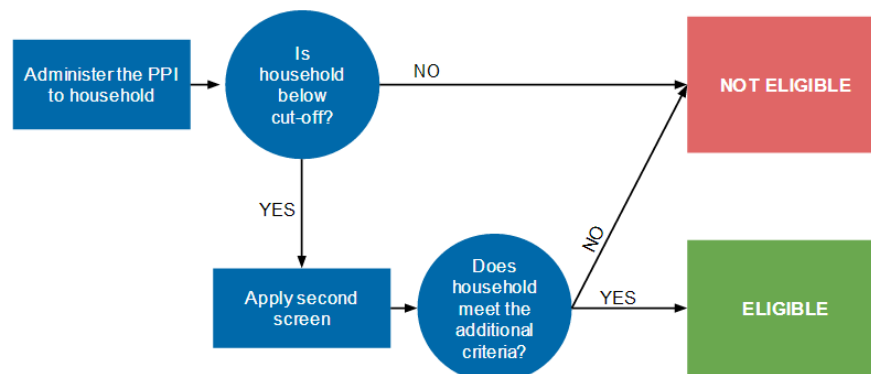 Is
household
below
cut-off?
Administer the PPI
to household
NO
NOT ELIGIBLE
YES
Does
household
meet the
additional
criteria?
Apply second
screen
NO
YES
ELIGIBLE